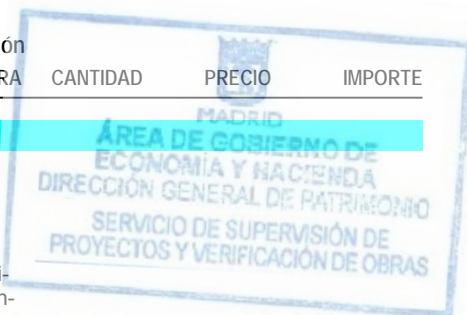 ón
RA CANTIDAD PRECIO IMPORTE
MADRID
ÁREA DE GOBIERNO DE
ECONOMÍA Y HACIENDA
DIRECCIÓN GENERAL DE PATRIMONIO
SERVICIO DE SUPERVISIÓN DE
PROYECTOS Y VERIFICACIÓN DE OBRAS
i-
n-